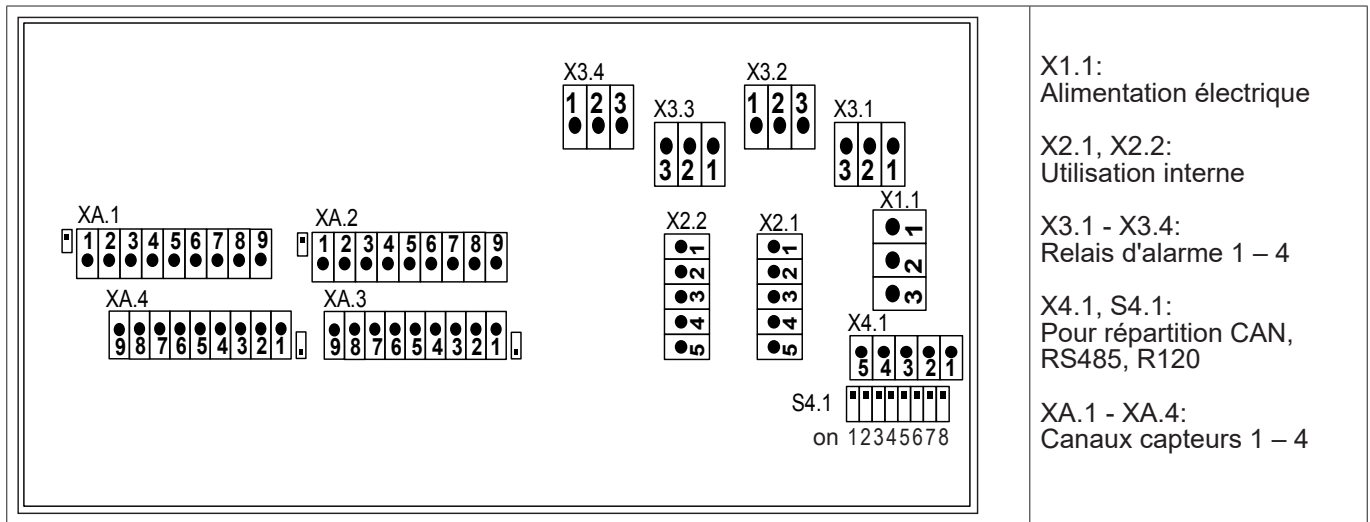 X3.4
1 2 3
X3.3
3 2 1
X3.2
1 2 3
X3.1
3 2 1
X1.1
1
2
3
XA.1
1 2 3 4 5 6 7 8 9
XA.2
1 2 3 4 5 6 7 8 9
XA.4
9 8 7 6 5 4 3 2 1
XA.3
9 8 7 6 5 4 3 2 1
X2.2
1
2
3
4
5
X2.1
1
2
3
4
5
X4.1
5 4 3 2 1
S4.1
on 12345678
X1.1:
Alimentation électrique
X2.1, X2.2:
Utilisation interne
X3.1 - X3.4:
Relais d'alarme 1 – 4
X4.1, S4.1:
Pour répartition CAN,
RS485, R120
XA.1 - XA.4:
Canaux capteurs 1 – 4